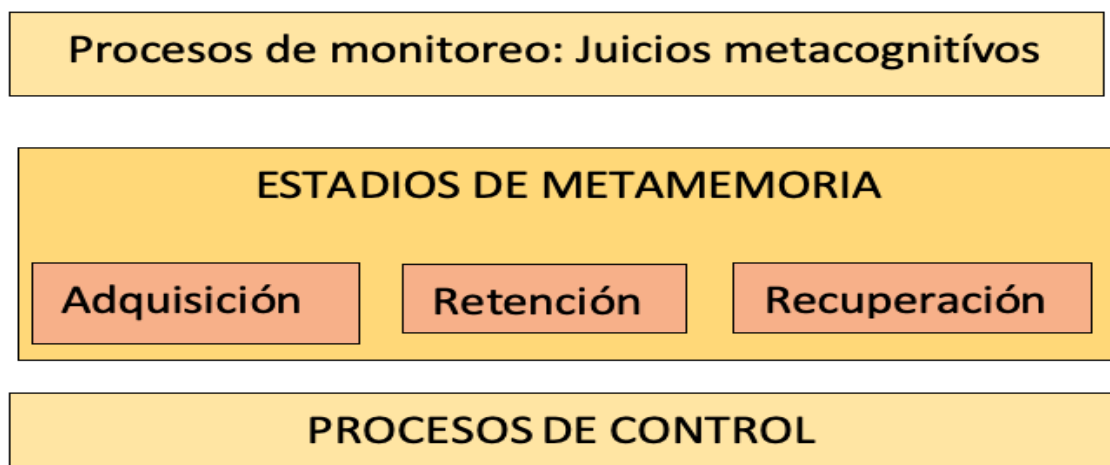 Procesos de monitoreo: Juicios metacognitívos
ESTADIOS DE METAMEMORIA
Adquisición
Retención
Recuperación
PROCESOS DE CONTROL